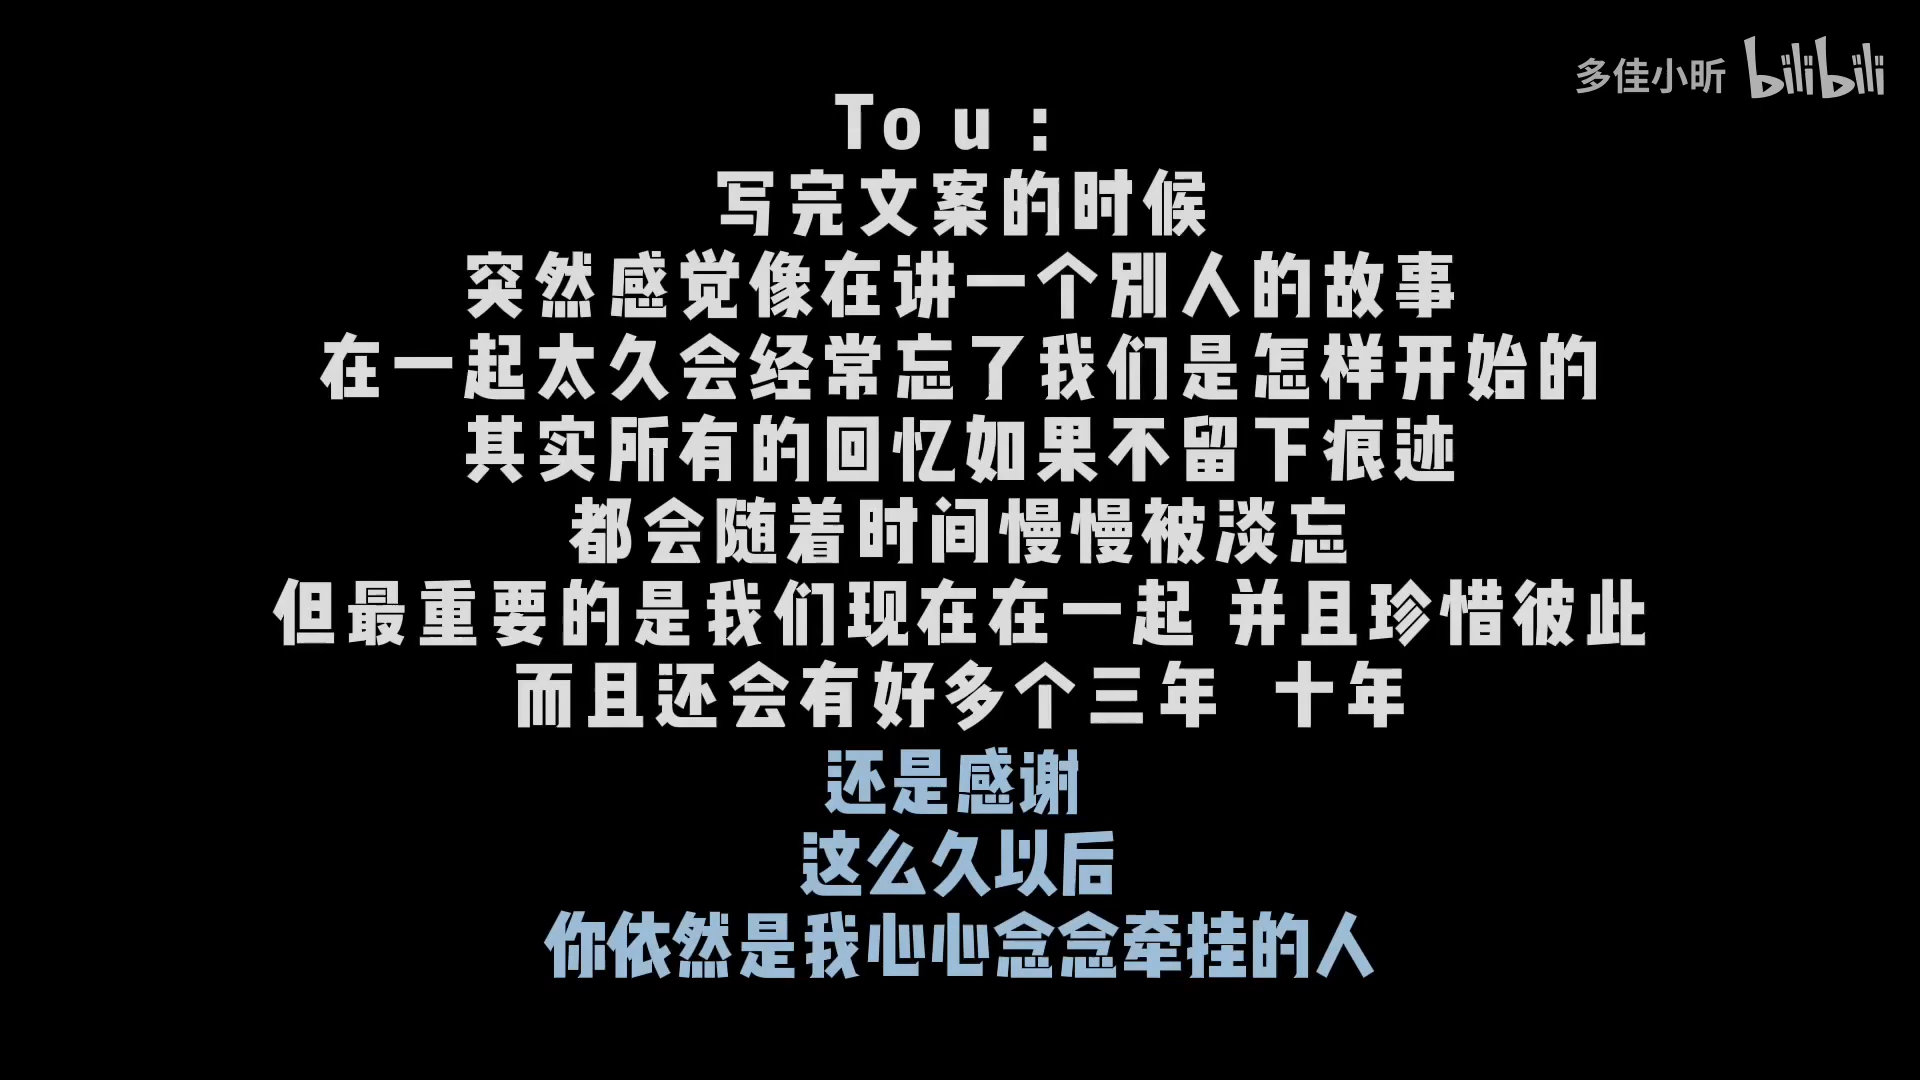 多佳小昕 bilibili
To u：
写完文案的时候
突然感觉像在讲一个别人的故事
在一起太久会经常忘了我们是怎样开始的
其实所有的回忆如果不留下痕迹
都会随着时间慢慢被淡忘
但最重要的是我们现在在一起 并且珍惜彼此
而且还会有好多个三年 十年
还是感谢
这么久以后
你依然是我心心念念牵挂的人